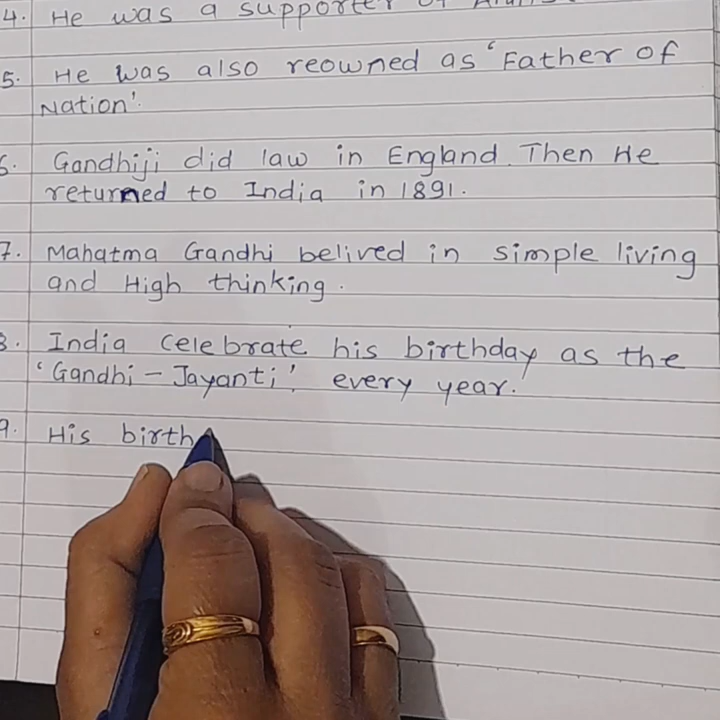 4. He was a supporter of
5. He was also reowned as 'Father of
Nation'.
6. Gandhiji did law in England. Then He
returned to India in 1891.
7. Mahatma Gandhi belived in simple living
and High thinking.
8. India celebrate his birthday as the
'Gandhi - Jayanti'. every year.
9. His birth